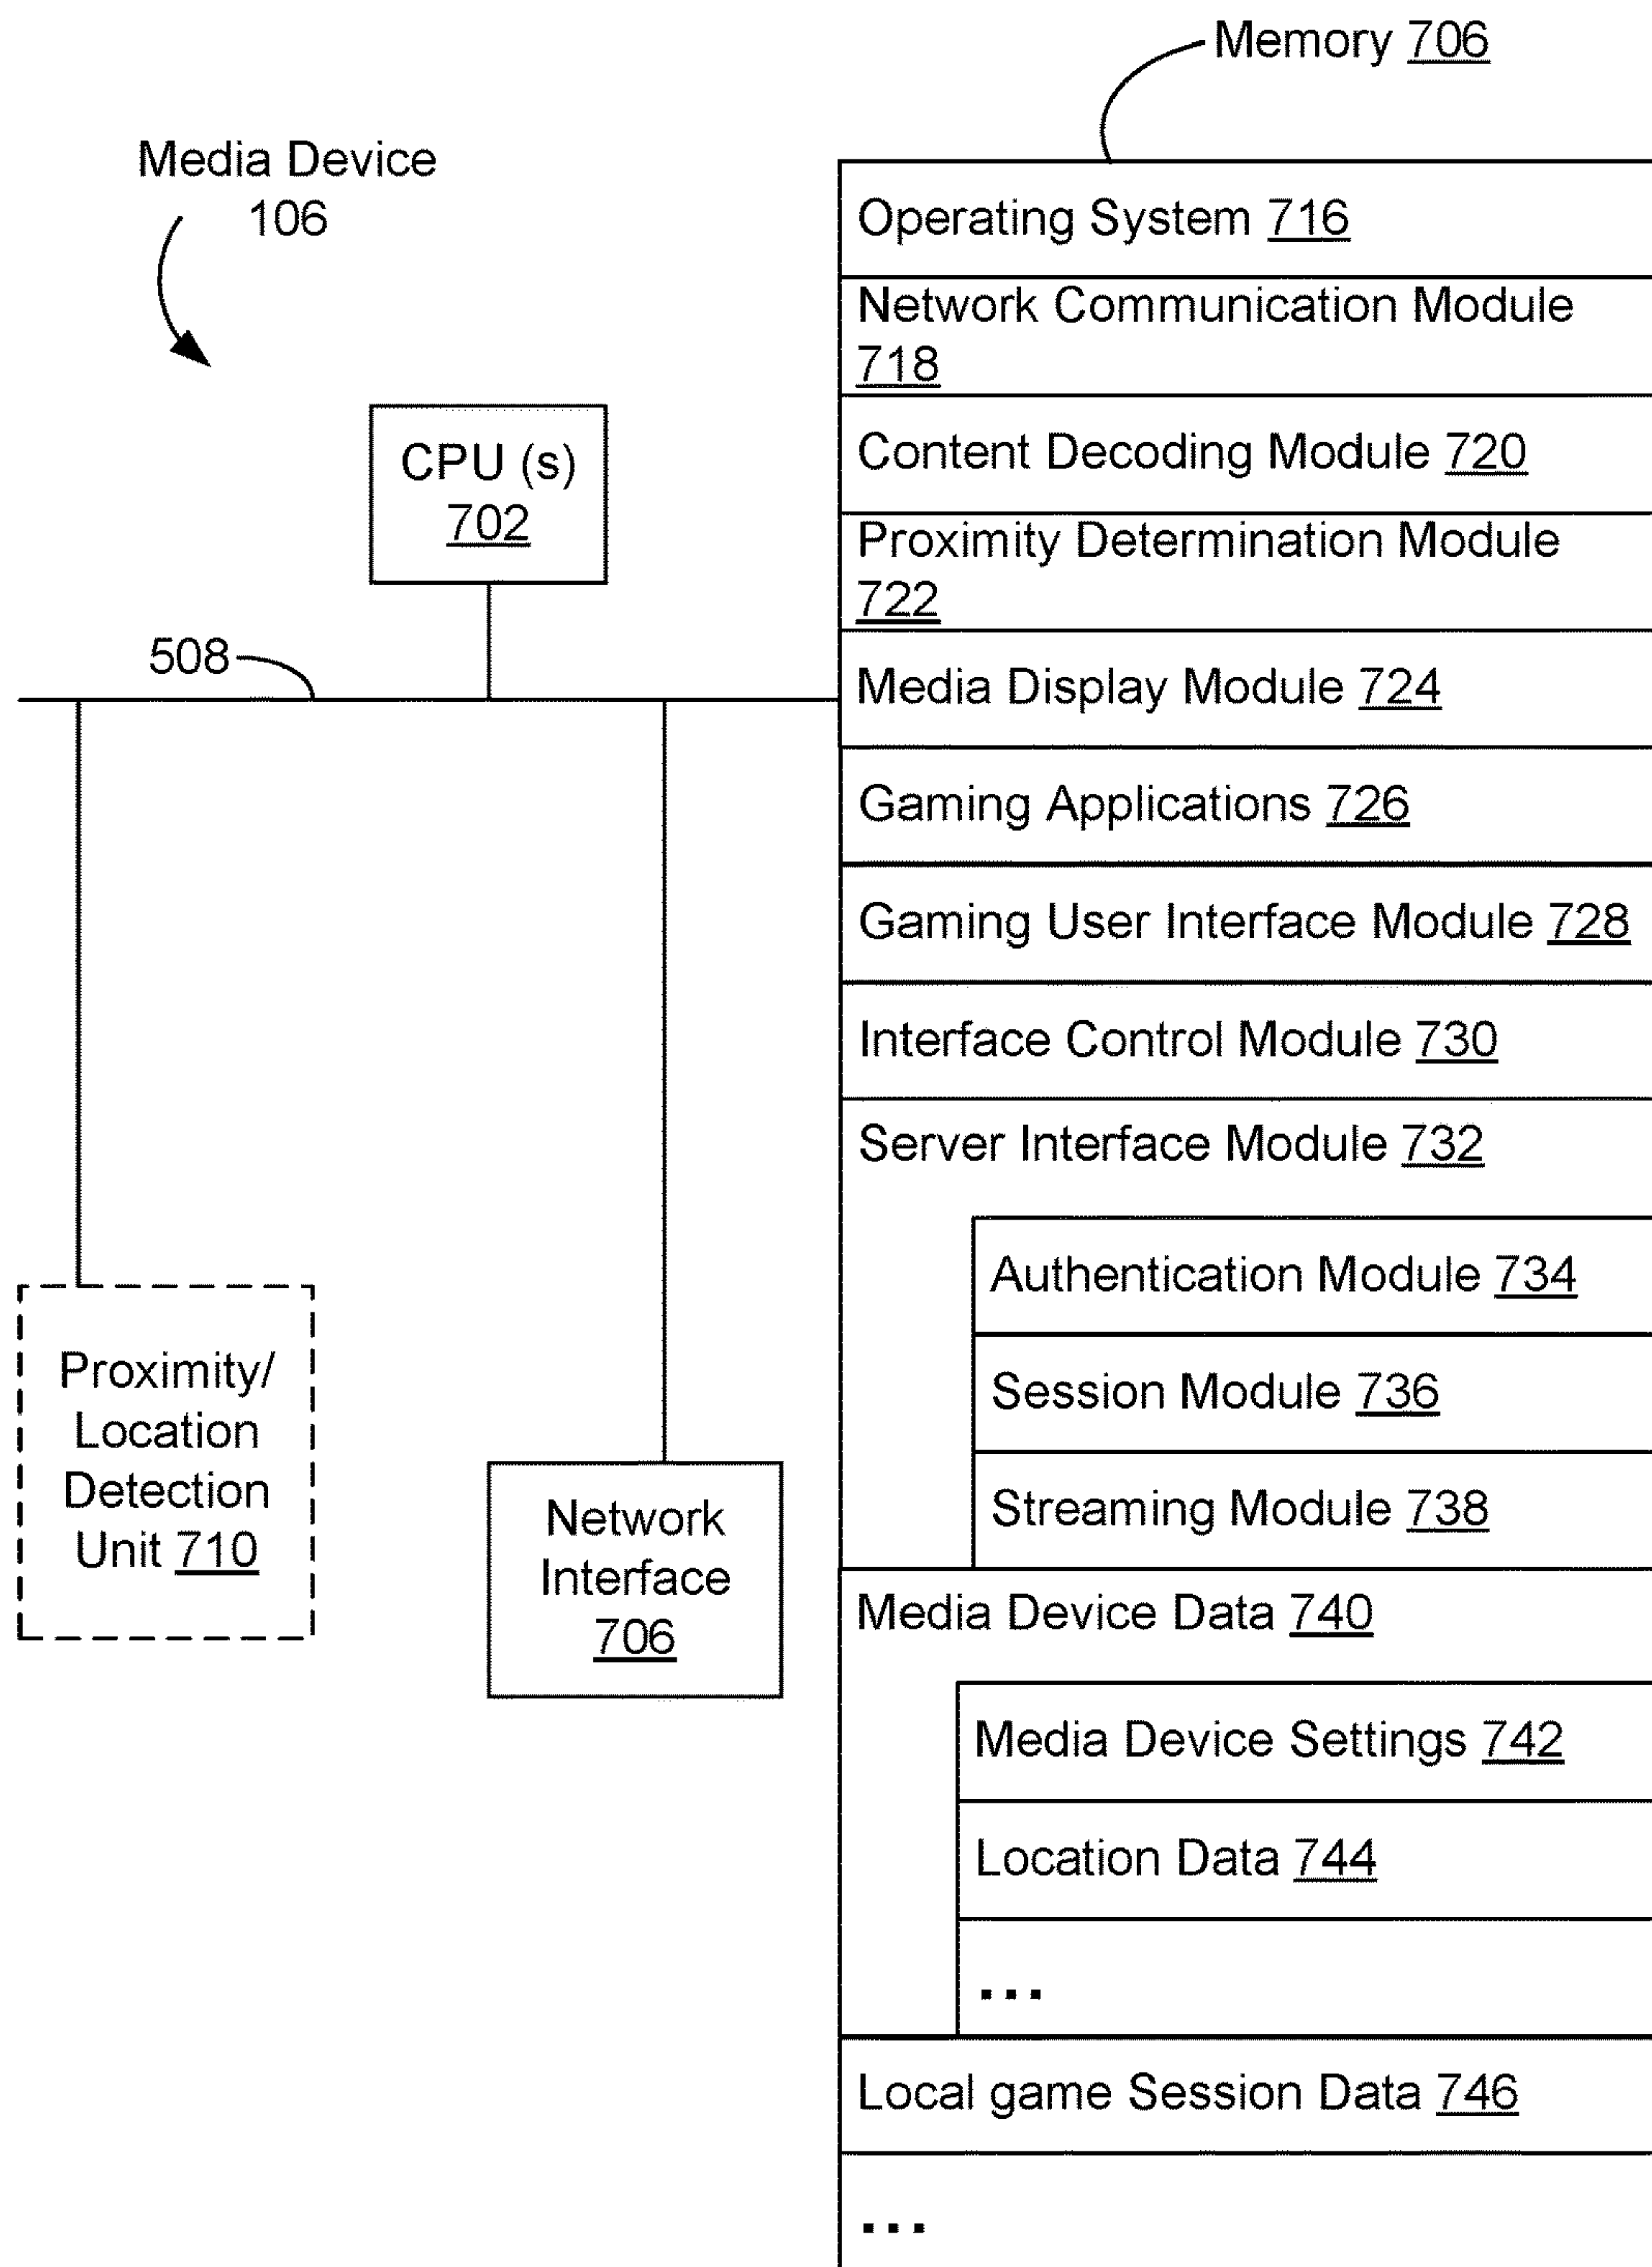 Memory 706
Media Device
106
Operating System 716
Network Communication Module
718
CPU (s)
702
Content Decoding Module 720
Proximity Determination Module
722
508
Media Display Module 724
Gaming Applications 726
Gaming User Interface Module 728
Interface Control Module 730
Server Interface Module 732
Authentication Module 734
Session Module 736
Streaming Module 738
Proximity/
Location
Detection
Unit 710
Network
Interface
706
Media Device Data 740
Media Device Settings 742
Location Data 744
...
Local game Session Data 746
...